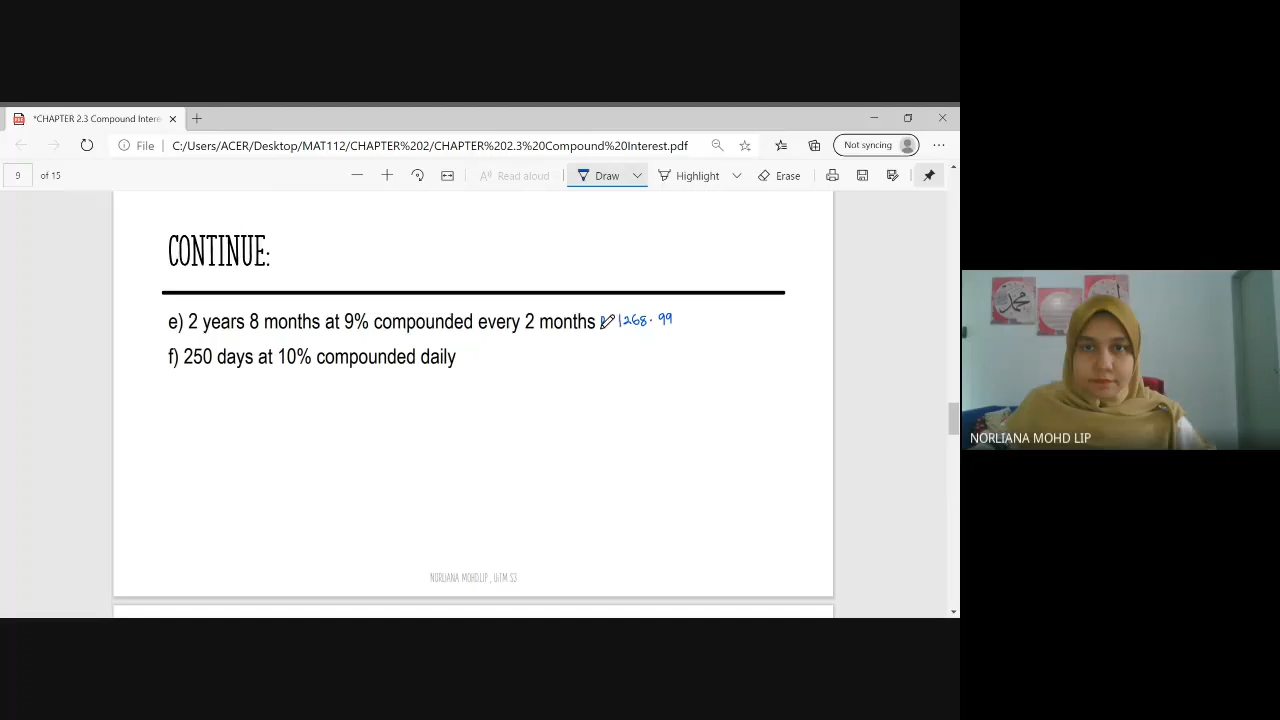 *CHAPTER 2.3 Compound Intere
File
C:/Users/ACER/Desktop/MAT112/CHAPTER%202/CHAPTER%202.3%20Compound%20Interest.pdf
Not syncing
9 of 15
Read aloud
Draw
Highlight
Erase
CONTINUE:
e) 2 years 8 months at 9% compounded every 2 months 1268.99
f) 250 days at 10% compounded daily
NORLIANA MOHD LIP, UiTM S3
NORLIANA MOHD LIP